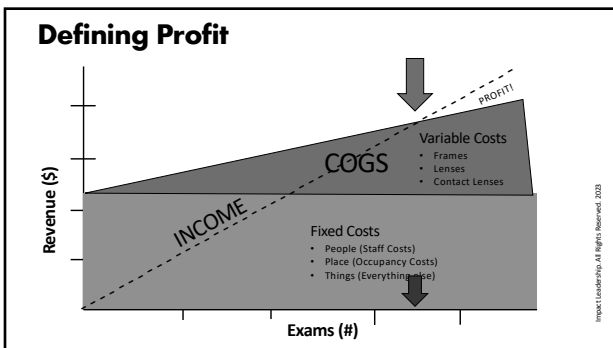 Defining Profit
PROFIT!
Variable Costs
• Frames
• Lenses
• Contact Lenses
COGS
INCOME
Fixed Costs
• People (Staff Costs)
• Place (Occupancy Costs)
• Things (Everything else)
Revenue ($)
Exams (#)
Impact Leadership. All Rights Reserved. 2023